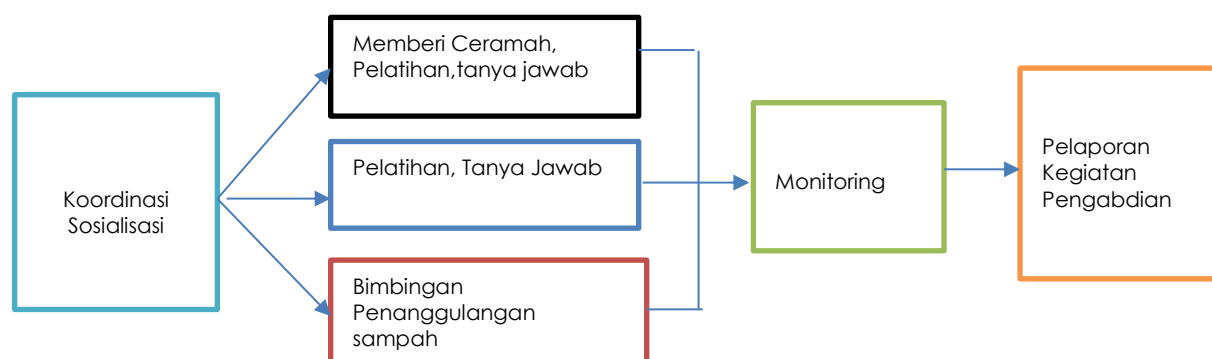 Koordinasi
Sosialisasi
Memberi Ceramah,
Pelatihan,tanya jawab
Pelatihan, Tanya Jawab
Bimbingan
Penanggulangan
sampah
Monitoring
Pelaporan
Kegiatan
Pengabdian